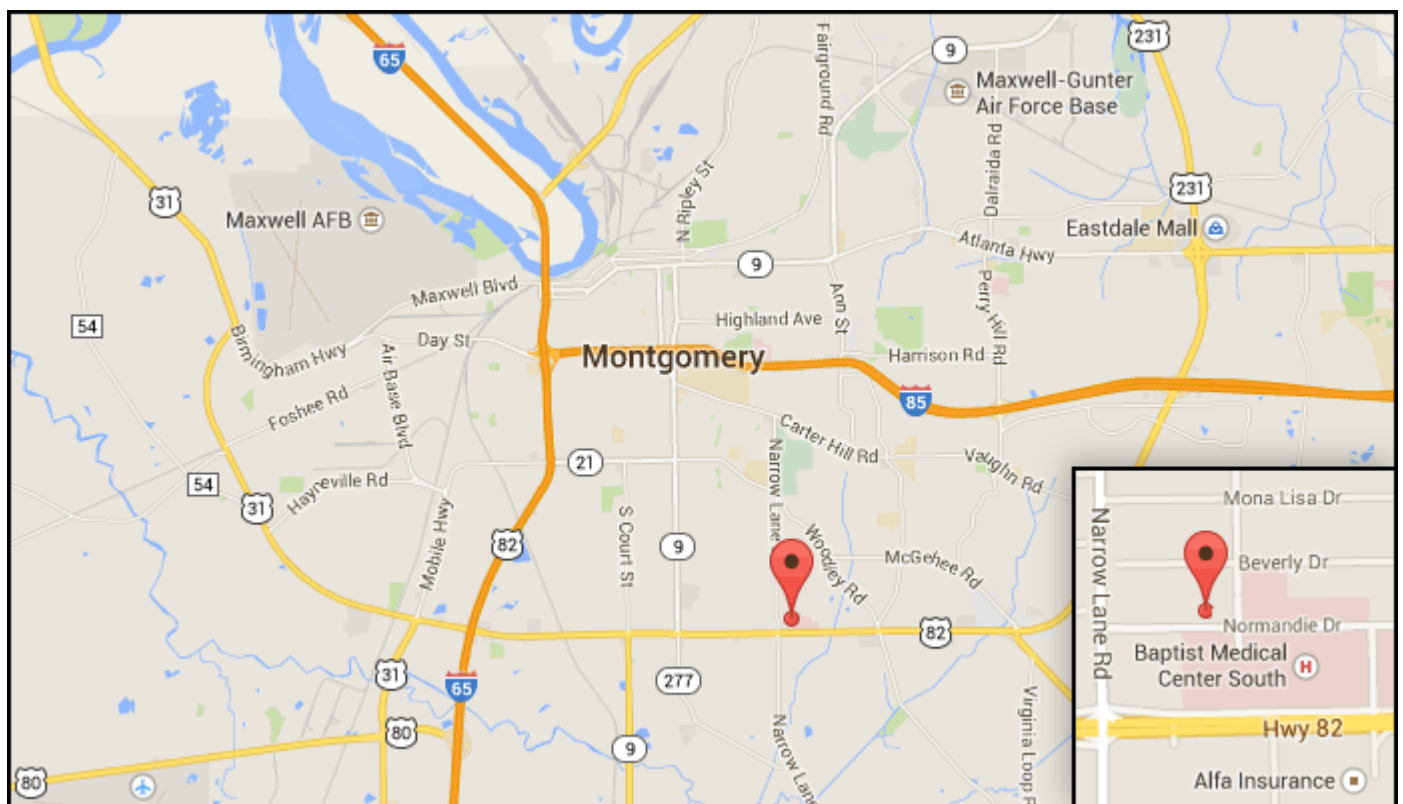 65
9
231
Fairground Rd
Maxwell-Gunter
Air Force Base
Dalraida Rd
31
Maxwell AFB
N Ripley St
231
Eastdale Mall
Atlanta Hwy
9
Maxwell Blvd
Perry Hill Rd
Ann St
54
Birmingham Hwy
Day St
Highland Ave
Harrison Rd
Montgomery
Air Base Blvd
Foshee Rd
85
Carter Hill Rd
Narrow Lane
21
Vaughn Rd
54
Hayneville Rd
31
S Court St
Mobile Hwy
82
9
Woodley Rd
McGehee Rd
82
31
65
277
80
Virginia Loop R
Narrow Lane
9
80
Mona Lisa Dr
Narrow Lane Rd
Beverly Dr
Normandie Dr
Baptist Medical
Center South
H
Hwy 82
Alfa Insurance